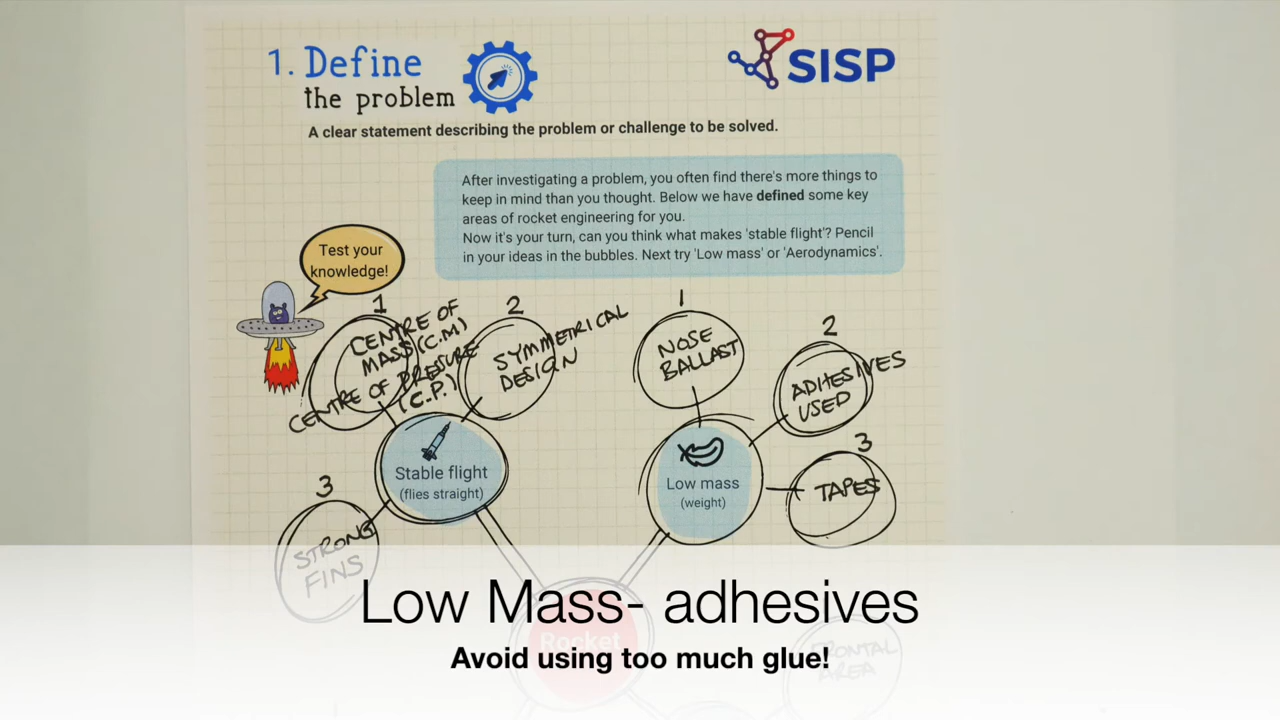 1. Define
the problem
SISP
A clear statement describing the problem or challenge to be solved.
After investigating a problem, you often find there's more things to
keep in mind than you thought. Below we have defined some key
areas of rocket engineering for you.
Now it's your turn, can you think what makes 'stable flight'? Pencil
in your ideas in the bubbles. Next try 'Low mass' or 'Aerodynamics'.
Test your
knowledge!
1
CENTRE OF
MASS (C.M)
CENTRE OF PRESURE
(C.P.)
2
SYMMETRICAL
DESIGN
Stable flight
(flies straight)
3
STRONG
FINS
1
NOSE
BALLAST
2
ADHESIVES
USED
3
TAPES
Low mass
(weight)
Rocket
FRONTAL
AREA
Low Mass- adhesives
Avoid using too much glue!